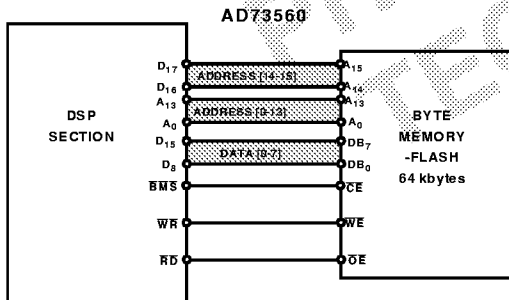 AD73560
D17 ADDRESS [14-15] A15
D16 A14
A13 ADDRESS [0-13] A13
A0 A0
D15 DATA [0-7] DB7
D8 DB0
BMS CE
WR WE
RD OE
DSP
SECTION
BYTE
MEMORY
-FLASH
64 kbytes